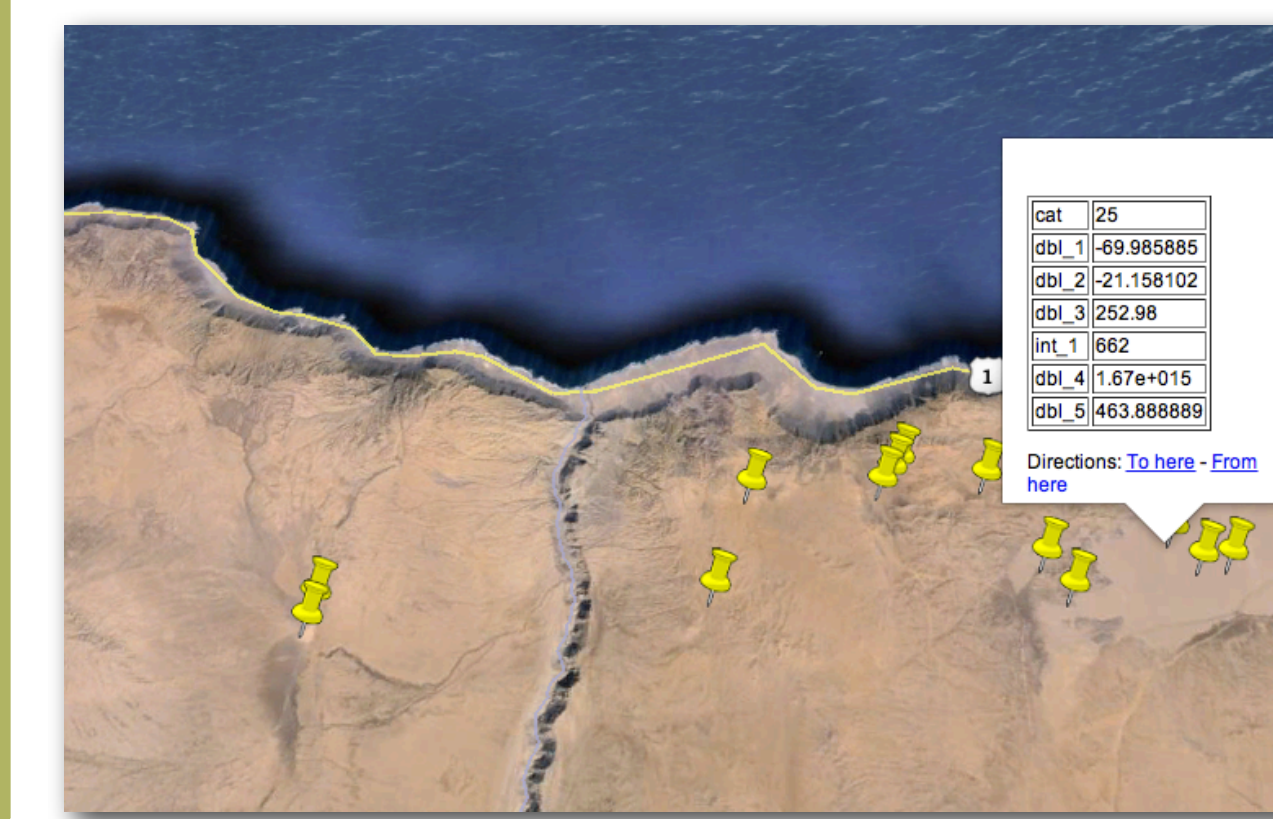 cat 25
dbl_1 -69.985885
dbl_2 -21.158102
dbl_3 252.98
int_1 662
dbl_4 1.67e+015
dbl_5 463.888889
Directions: To here - From
here
1